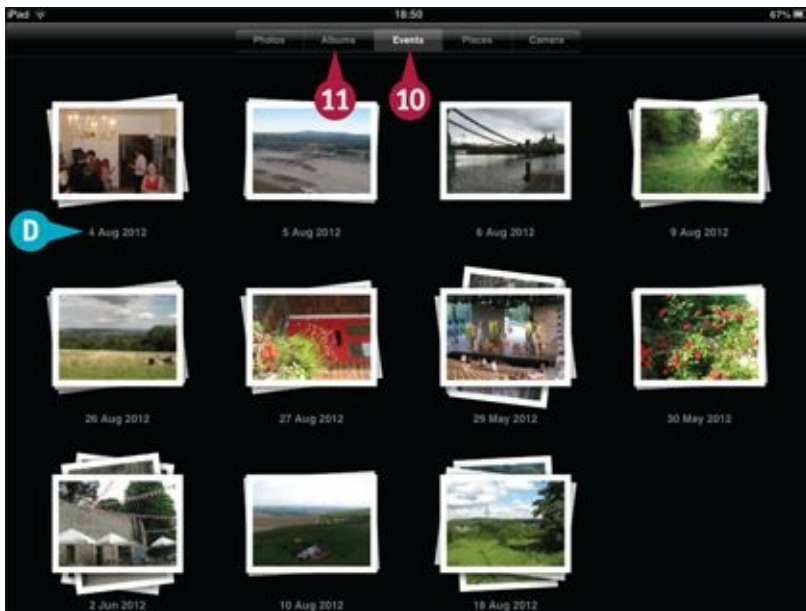 iPad 18:50 67%
Photos Albums Events Places Camera
11 10
D 4 Aug 2012 5 Aug 2012 6 Aug 2012 9 Aug 2012
26 Aug 2012 27 Aug 2012 29 May 2012 30 May 2012
2 Jun 2012 10 Aug 2012 18 Aug 2012